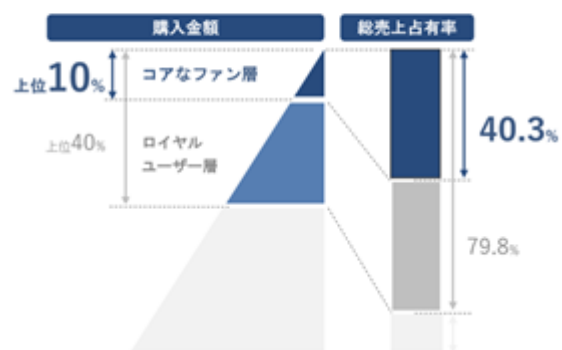 購入金額
総売上占有率
上位10%
コアなファン層
40.3%
上位40%
ロイヤル
ユーザー層
79.8%